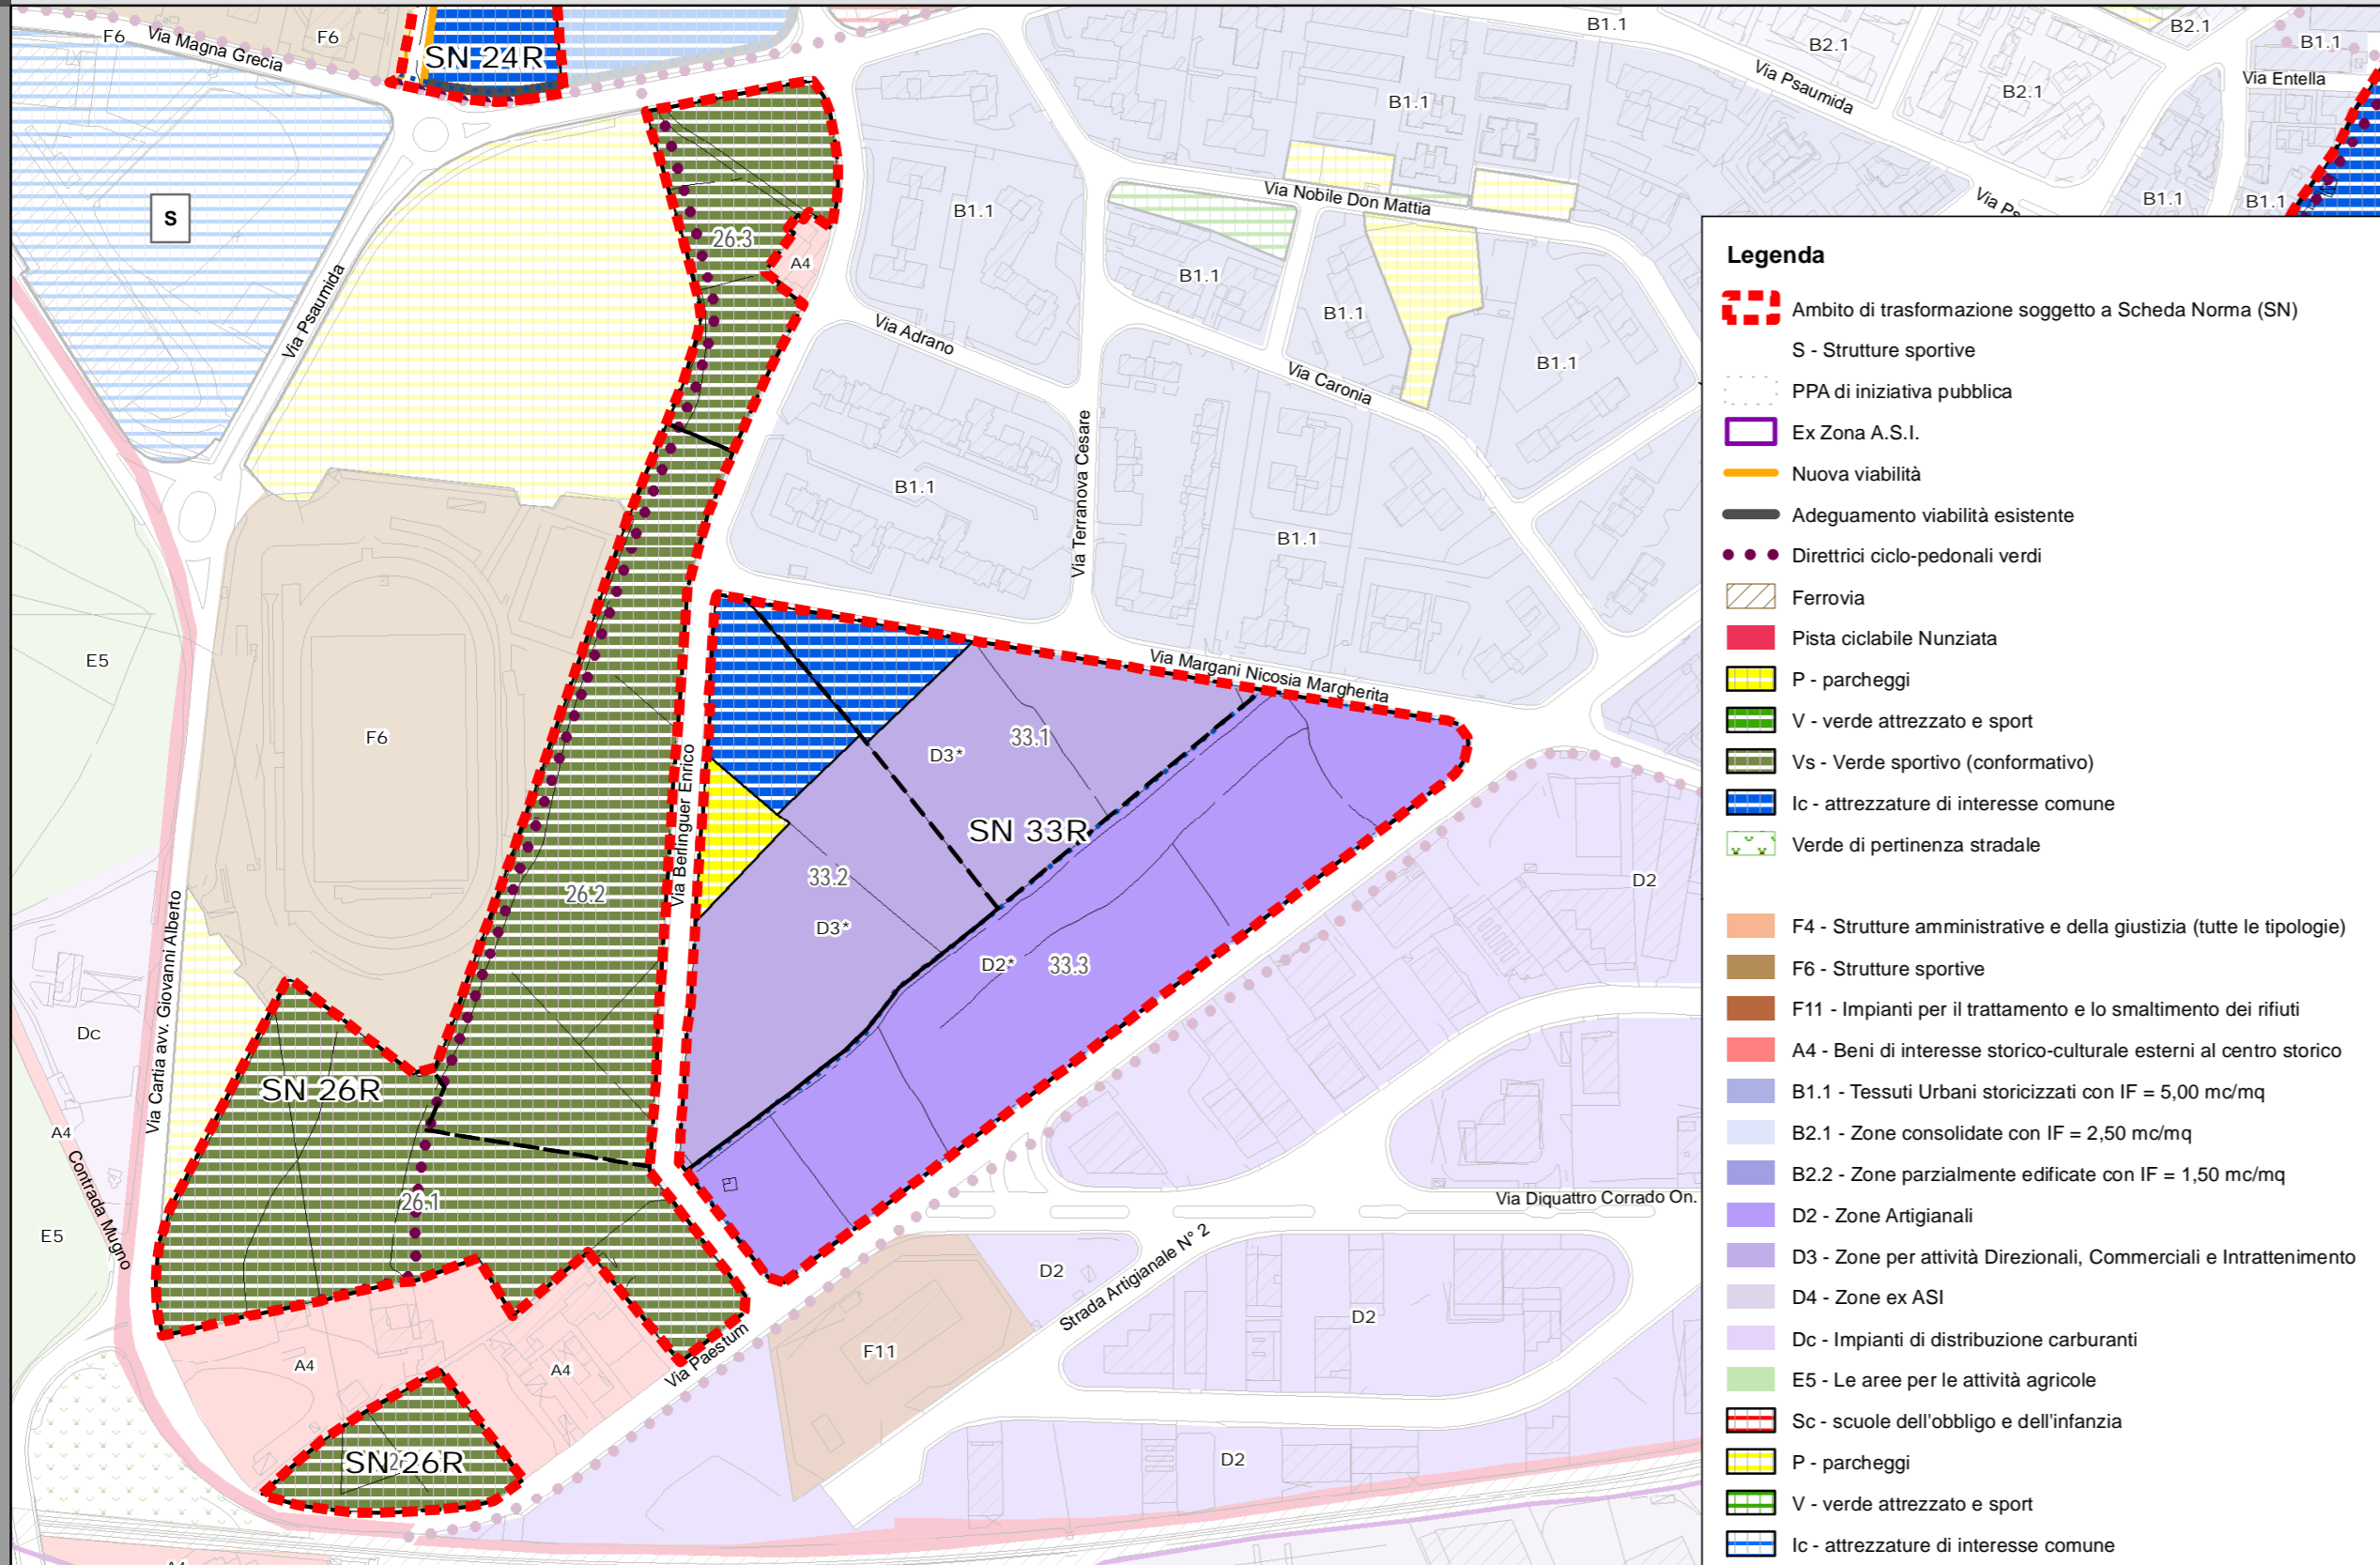 F6
Via Magna Grecia
F6
SN 24R
B1.1
B2.1
B2.1
B1.1
Via Psaumida
Via Entella
B2.1
B1.1
B1.1
B1.1
S
Via Nobile Don Mattia
B1.1
Via Ps
26.3
A4
B1.1
B1.1
B1.1
Via Psaumida
Via Adrano
Via Caronia
Via Terranova Cesare
B1.1
B1.1
E5
Via Margani Nicosia Margherita
F6
33.1
D3*
Via Berlinguer Enrico
SN 33R
33.2
D3*
26.2
D2*
33.3
D2
Via Cartia avv. Giovanni Alberto
Dc
SN 26R
A4
Contrada Mugno
26.1
E5
Via Diquattro Corrado On.
Strada Artigianale N° 2
D2
D2
F11
Via Paestum
A4
A4
SN 26R
D2
Legenda
Ambito di trasformazione soggetto a Scheda Norma (SN)
S - Strutture sportive
PPA di iniziativa pubblica
Ex Zona A.S.I.
Nuova viabilità
Adeguamento viabilità esistente
Direttrici ciclo-pedonali verdi
Ferrovia
Pista ciclabile Nunziata
P - parcheggi
V - verde attrezzato e sport
Vs - Verde sportivo (conformativo)
Ic - attrezzature di interesse comune
Verde di pertinenza stradale
F4 - Strutture amministrative e della giustizia (tutte le tipologie)
F6 - Strutture sportive
F11 - Impianti per il trattamento e lo smaltimento dei rifiuti
A4 - Beni di interesse storico-culturale esterni al centro storico
B1.1 - Tessuti Urbani storicizzati con IF = 5,00 mc/mq
B2.1 - Zone consolidate con IF = 2,50 mc/mq
B2.2 - Zone parzialmente edificate con IF = 1,50 mc/mq
D2 - Zone Artigianali
D3 - Zone per attività Direzionali, Commerciali e Intrattenimento
D4 - Zone ex ASI
Dc - Impianti di distribuzione carburanti
E5 - Le aree per le attività agricole
Sc - scuole dell'obbligo e dell'infanzia
P - parcheggi
V - verde attrezzato e sport
Ic - attrezzature di interesse comune